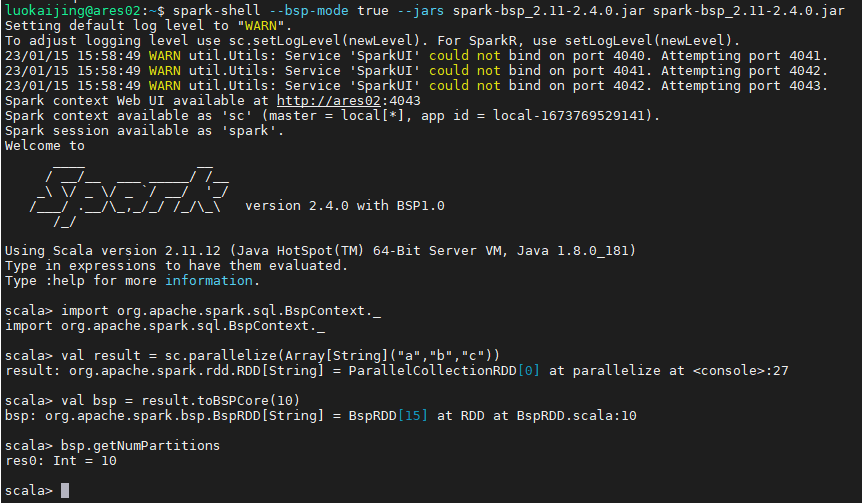 luokaijing@ares02:~$ spark-shell --bsp-mode true --jars spark-bsp_2.11-2.4.0.jar spark-bsp_2.11-2.4.0.jar
Setting default log level to "WARN".
To adjust logging level use sc.setLogLevel(newLevel). For SparkR, use setLogLevel(newLevel).
23/01/15 15:58:49 WARN util.Utils: Service 'SparkUI' could not bind on port 4040. Attempting port 4041.
23/01/15 15:58:49 WARN util.Utils: Service 'SparkUI' could not bind on port 4041. Attempting port 4042.
23/01/15 15:58:49 WARN util.Utils: Service 'SparkUI' could not bind on port 4042. Attempting port 4043.
Spark context Web UI available at http://ares02:4043
Spark context available as 'sc' (master = local[*], app id = local-1673769529141).
Spark session available as 'spark'.
Welcome to
      ____              __
     / __/__  ___ _____/ /__
    _\ \/ _ \/ _ `/ __/  '_/
   /___/ .__/\_,_/_/ /_/\_\   version 2.4.0 with BSP1.0
      /_/
Using Scala version 2.11.12 (Java HotSpot(TM) 64-Bit Server VM, Java 1.8.0_181)
Type in expressions to have them evaluated.
Type :help for more information.
scala> import org.apache.spark.sql.BspContext._
import org.apache.spark.sql.BspContext._
scala> val result = sc.parallelize(Array[String]("a","b","c"))
result: org.apache.spark.rdd.RDD[String] = ParallelCollectionRDD[0] at parallelize at <console>:27
scala> val bsp = result.toBSPCore(10)
bsp: org.apache.spark.bsp.BspRDD[String] = BspRDD[15] at RDD at BspRDD.scala:10
scala> bsp.getNumPartitions
res0: Int = 10
scala>